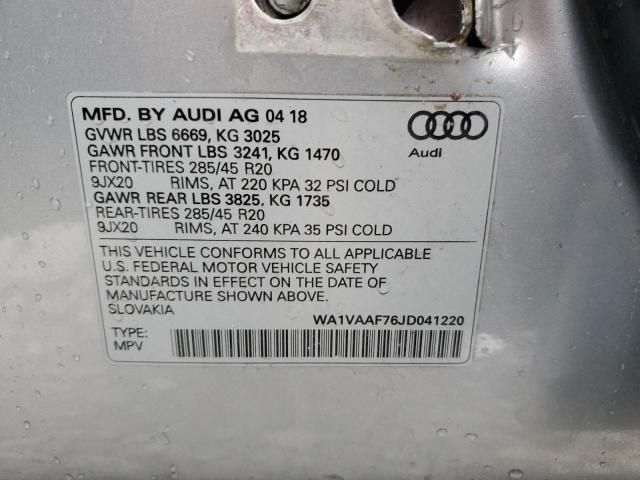 MFD. BY AUDI AG 04 18
GVWR LBS 6669, KG 3025
GAWR FRONT LBS 3241, KG 1470
FRONT-TIRES 285/45 R20
9JX20 RIMS, AT 220 KPA 32 PSI COLD
GAWR REAR LBS 3825, KG 1735
REAR-TIRES 285/45 R20
9JX20 RIMS, AT 240 KPA 35 PSI COLD
Audi
THIS VEHICLE CONFORMS TO ALL APPLICABLE
U.S. FEDERAL MOTOR VEHICLE SAFETY
STANDARDS IN EFFECT ON THE DATE OF
MANUFACTURE SHOWN ABOVE.
SLOVAKIA
WA1VAAF76JD041220
TYPE:
MPV